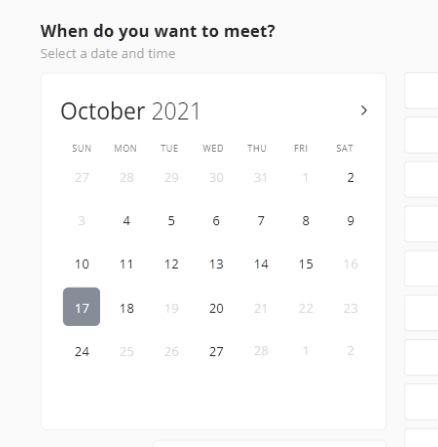 When do you want to meet?
Select a date and time
October 2021
SUN MON TUE WED THU FRI SAT
27 28 29 30 31 1 2
3 4 5 6 7 8 9
10 11 12 13 14 15 16
17 18 19 20 21 22 23
24 25 26 27 28 1 2